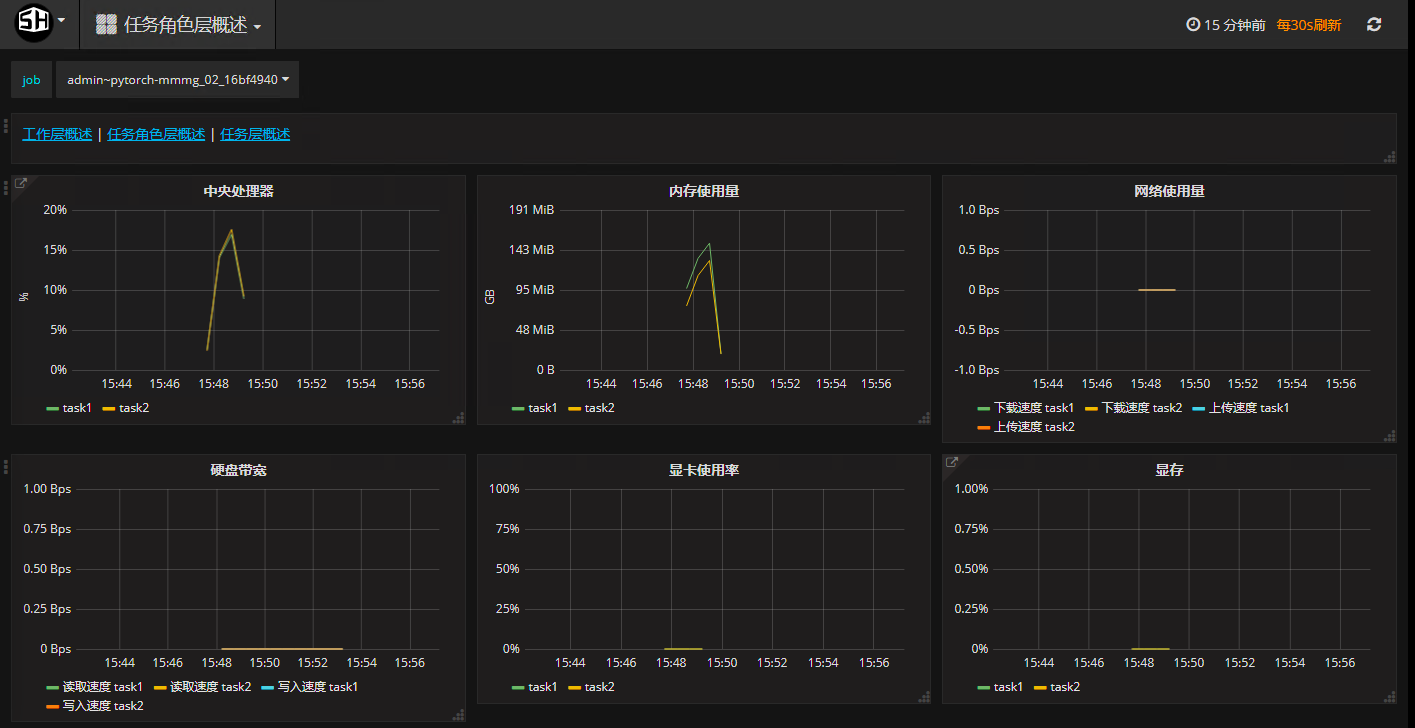 SH 任务角色层概述 15 分钟前 每30s刷新
job admin~pytorch-mmmg_02_16bf4940
工作层概述 | 任务角色层概述 | 任务层概述
中央处理器
20%
15%
10%
5%
0%
%
15:44 15:46 15:48 15:50 15:52 15:54 15:56
task1 task2
内存使用量
191 MiB
143 MiB
95 MiB
48 MiB
0 B
GB
15:44 15:46 15:48 15:50 15:52 15:54 15:56
task1 task2
网络使用量
1.0 Bps
0.5 Bps
0 Bps
-0.5 Bps
-1.0 Bps
15:44 15:46 15:48 15:50 15:52 15:54 15:56
下载速度 task1 下载速度 task2 上传速度 task1
上传速度 task2
硬盘带宽
1.00 Bps
0.75 Bps
0.50 Bps
0.25 Bps
0 Bps
15:44 15:46 15:48 15:50 15:52 15:54 15:56
读取速度 task1 读取速度 task2 写入速度 task1
写入速度 task2
显卡使用率
100%
75%
50%
25%
0%
15:44 15:46 15:48 15:50 15:52 15:54 15:56
task1 task2
显存
1.00%
0.75%
0.50%
0.25%
0%
15:44 15:46 15:48 15:50 15:52 15:54 15:56
task1 task2